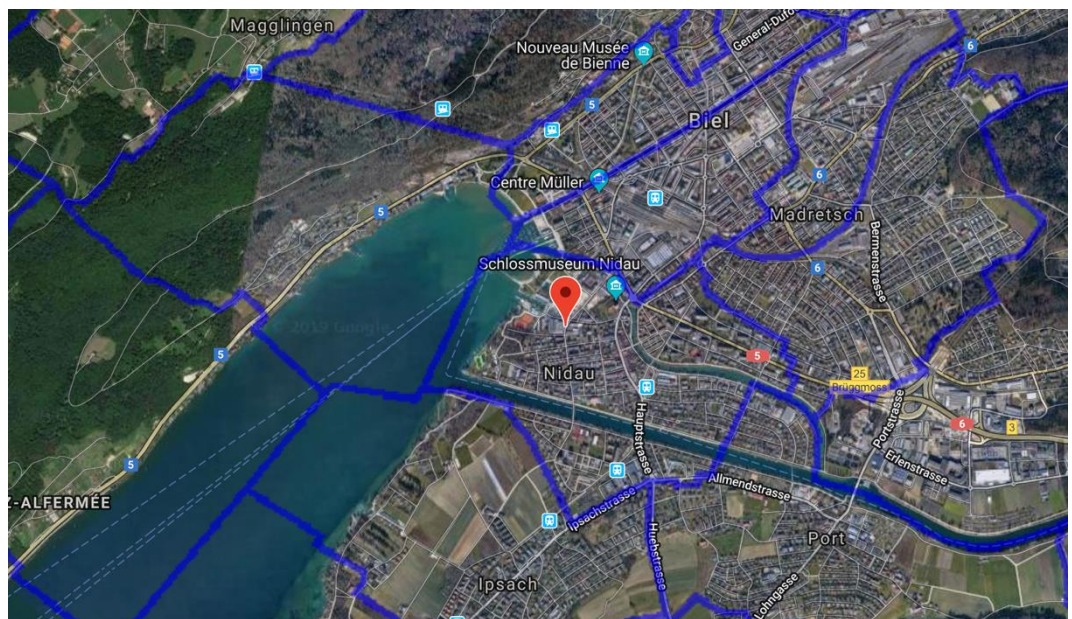 Magglingen
Nouveau Musée
de Bienne
General-Dufo
6
5
Biel
Centre Müller
6
5
Madretsch
Bermenstrasse
Schlossmuseum Nidau
6
© 2019 Google
5
5
Nidau
25
Brüggmoos
Hauptstrasse
Portstrasse
6
3
5
Z-ALFERMÉE
Erlenstrasse
Allmendstrasse
Ipsachstrasse
Huebstrasse
Port
Ipsach
Lohngasse